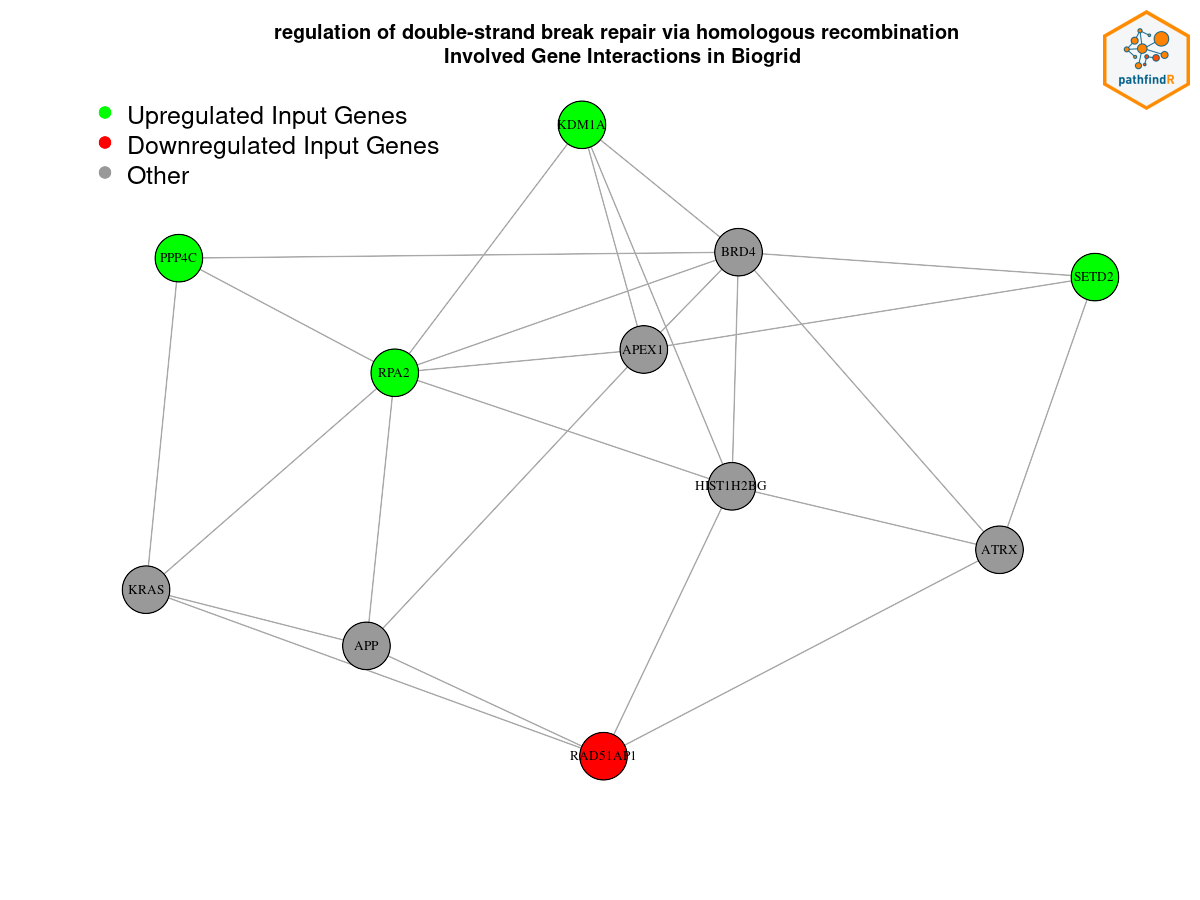 regulation of double-strand break repair via homologous recombination
Involved Gene Interactions in Biogrid
pathfindR
Upregulated Input Genes
Downregulated Input Genes
Other
KDM1A
BRD4
PPP4C
SETD2
APEX1
RPA2
HIST1H2BG
ATRX
KRAS
APP
RAD51AP1